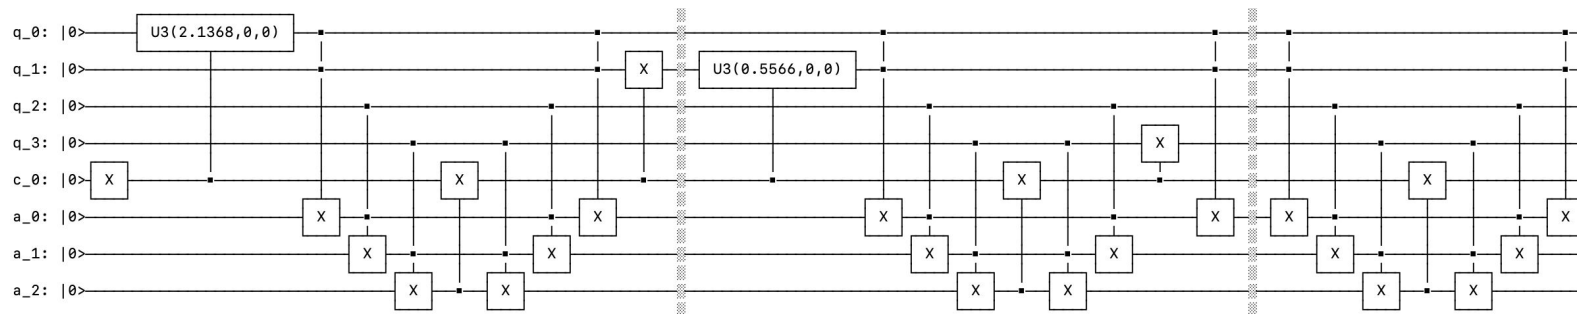 q_0: |0> U3(2.1368,0,0)
q_1: |0> X U3(0.5566,0,0)
q_2: |0>
q_3: |0> X
c_0: |0> X X X X
a_0: |0> X X X X X X
a_1: |0> X X X X X X
a_2: |0> X X X X X X